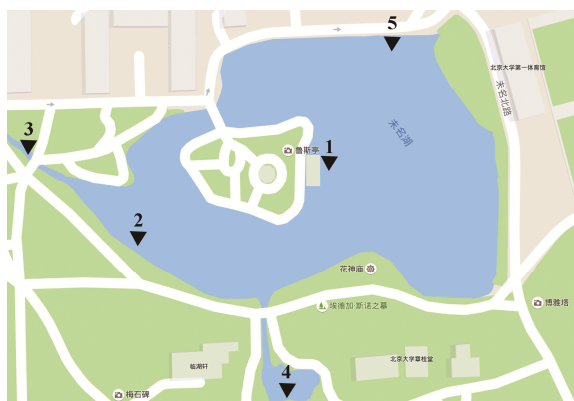 5
北京大学第一体育馆
未名北路
未名湖
3
鲁斯亭
1
2
花神庙
埃德加·斯诺之墓
博雅塔
临湖轩
北京大学档检堂
4
梅石碑